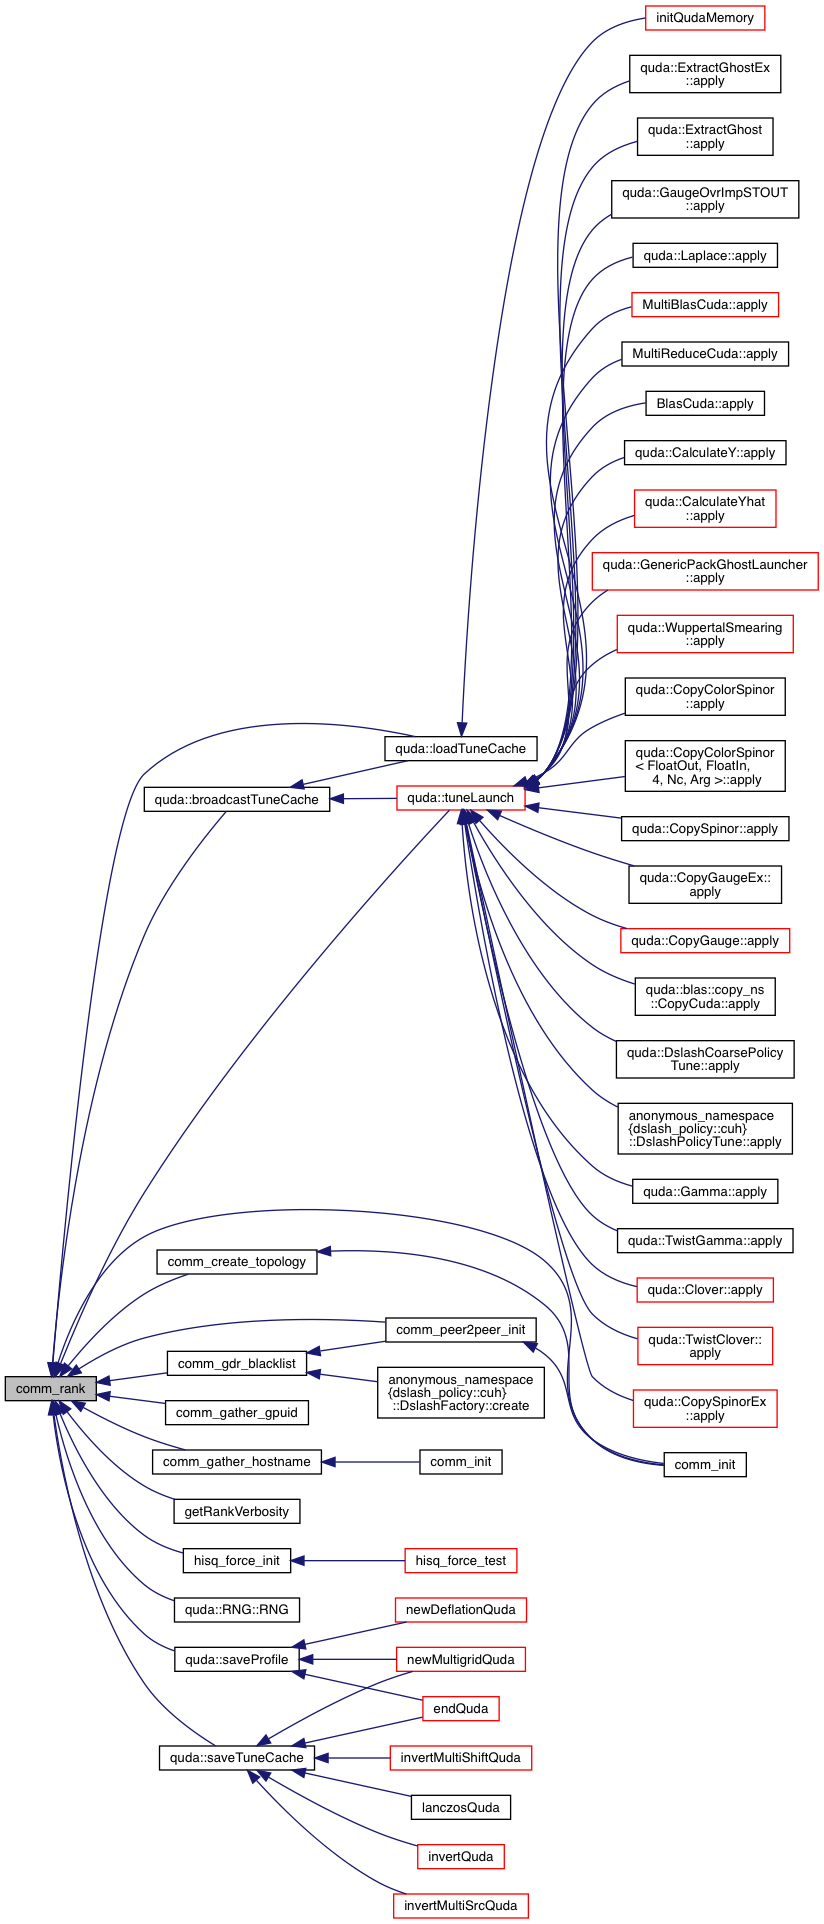 initQudaMemory
quda::ExtractGhostEx
::apply
quda::ExtractGhost
::apply
quda::GaugeOvrImpSTOUT
::apply
quda::Laplace::apply
MultiBlasCuda::apply
MultiReduceCuda::apply
BlasCuda::apply
quda::CalculateY::apply
quda::CalculateYhat
::apply
quda::GenericPackGhostLauncher
::apply
quda::WuppertalSmearing
::apply
quda::CopyColorSpinor
::apply
quda::loadTuneCache
quda::CopyColorSpinor
< FloatOut, FloatIn,
4, Nc, Arg >::apply
quda::broadcastTuneCache
quda::tuneLaunch
quda::CopySpinor::apply
quda::CopyGaugeEx::
apply
quda::CopyGauge::apply
quda::blas::copy_ns
::CopyCuda::apply
quda::DslashCoarsePolicy
Tune::apply
anonymous_namespace
{dslash_policy::cuh}
::DslashPolicyTune::apply
quda::Gamma::apply
quda::TwistGamma::apply
comm_create_topology
quda::Clover::apply
comm_peer2peer_init
quda::TwistClover::
apply
comm_gdr_blacklist
comm_rank
anonymous_namespace
{dslash_policy::cuh}
::DslashFactory::create
quda::CopySpinorEx
::apply
comm_gather_gpuid
comm_gather_hostname
comm_init
comm_init
getRankVerbosity
hisq_force_init
hisq_force_test
quda::RNG::RNG
newDeflationQuda
quda::saveProfile
newMultigridQuda
endQuda
quda::saveTuneCache
invertMultiShiftQuda
lanczosQuda
invertQuda
invertMultiSrcQuda